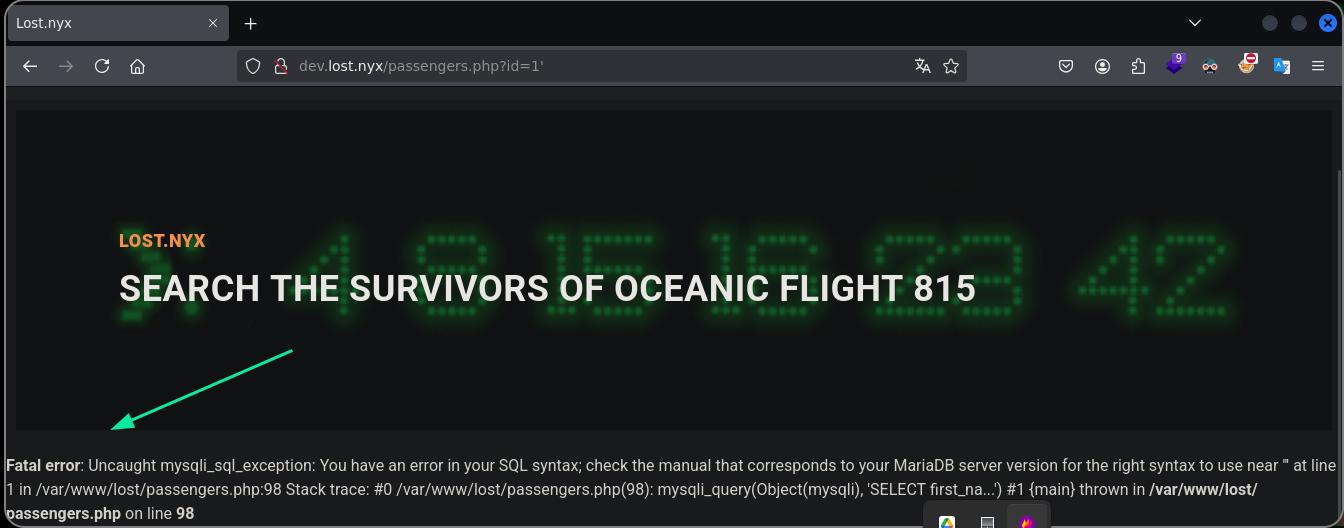 Lost.nyx
dev.lost.nyx/passengers.php?id=1'
9
X 4 8 15 16 23 42
LOST.NYX
SEARCH THE SURVIVORS OF OCEANIC FLIGHT 815
Fatal error: Uncaught mysqli_sql_exception: You have an error in your SQL syntax; check the manual that corresponds to your MariaDB server version for the right syntax to use near ''' at line
1 in /var/www/lost/passengers.php:98 Stack trace: #0 /var/www/lost/passengers.php(98): mysqli_query(Object(mysqli), 'SELECT first_na...') #1 {main} thrown in /var/www/lost/
passengers.php on line 98